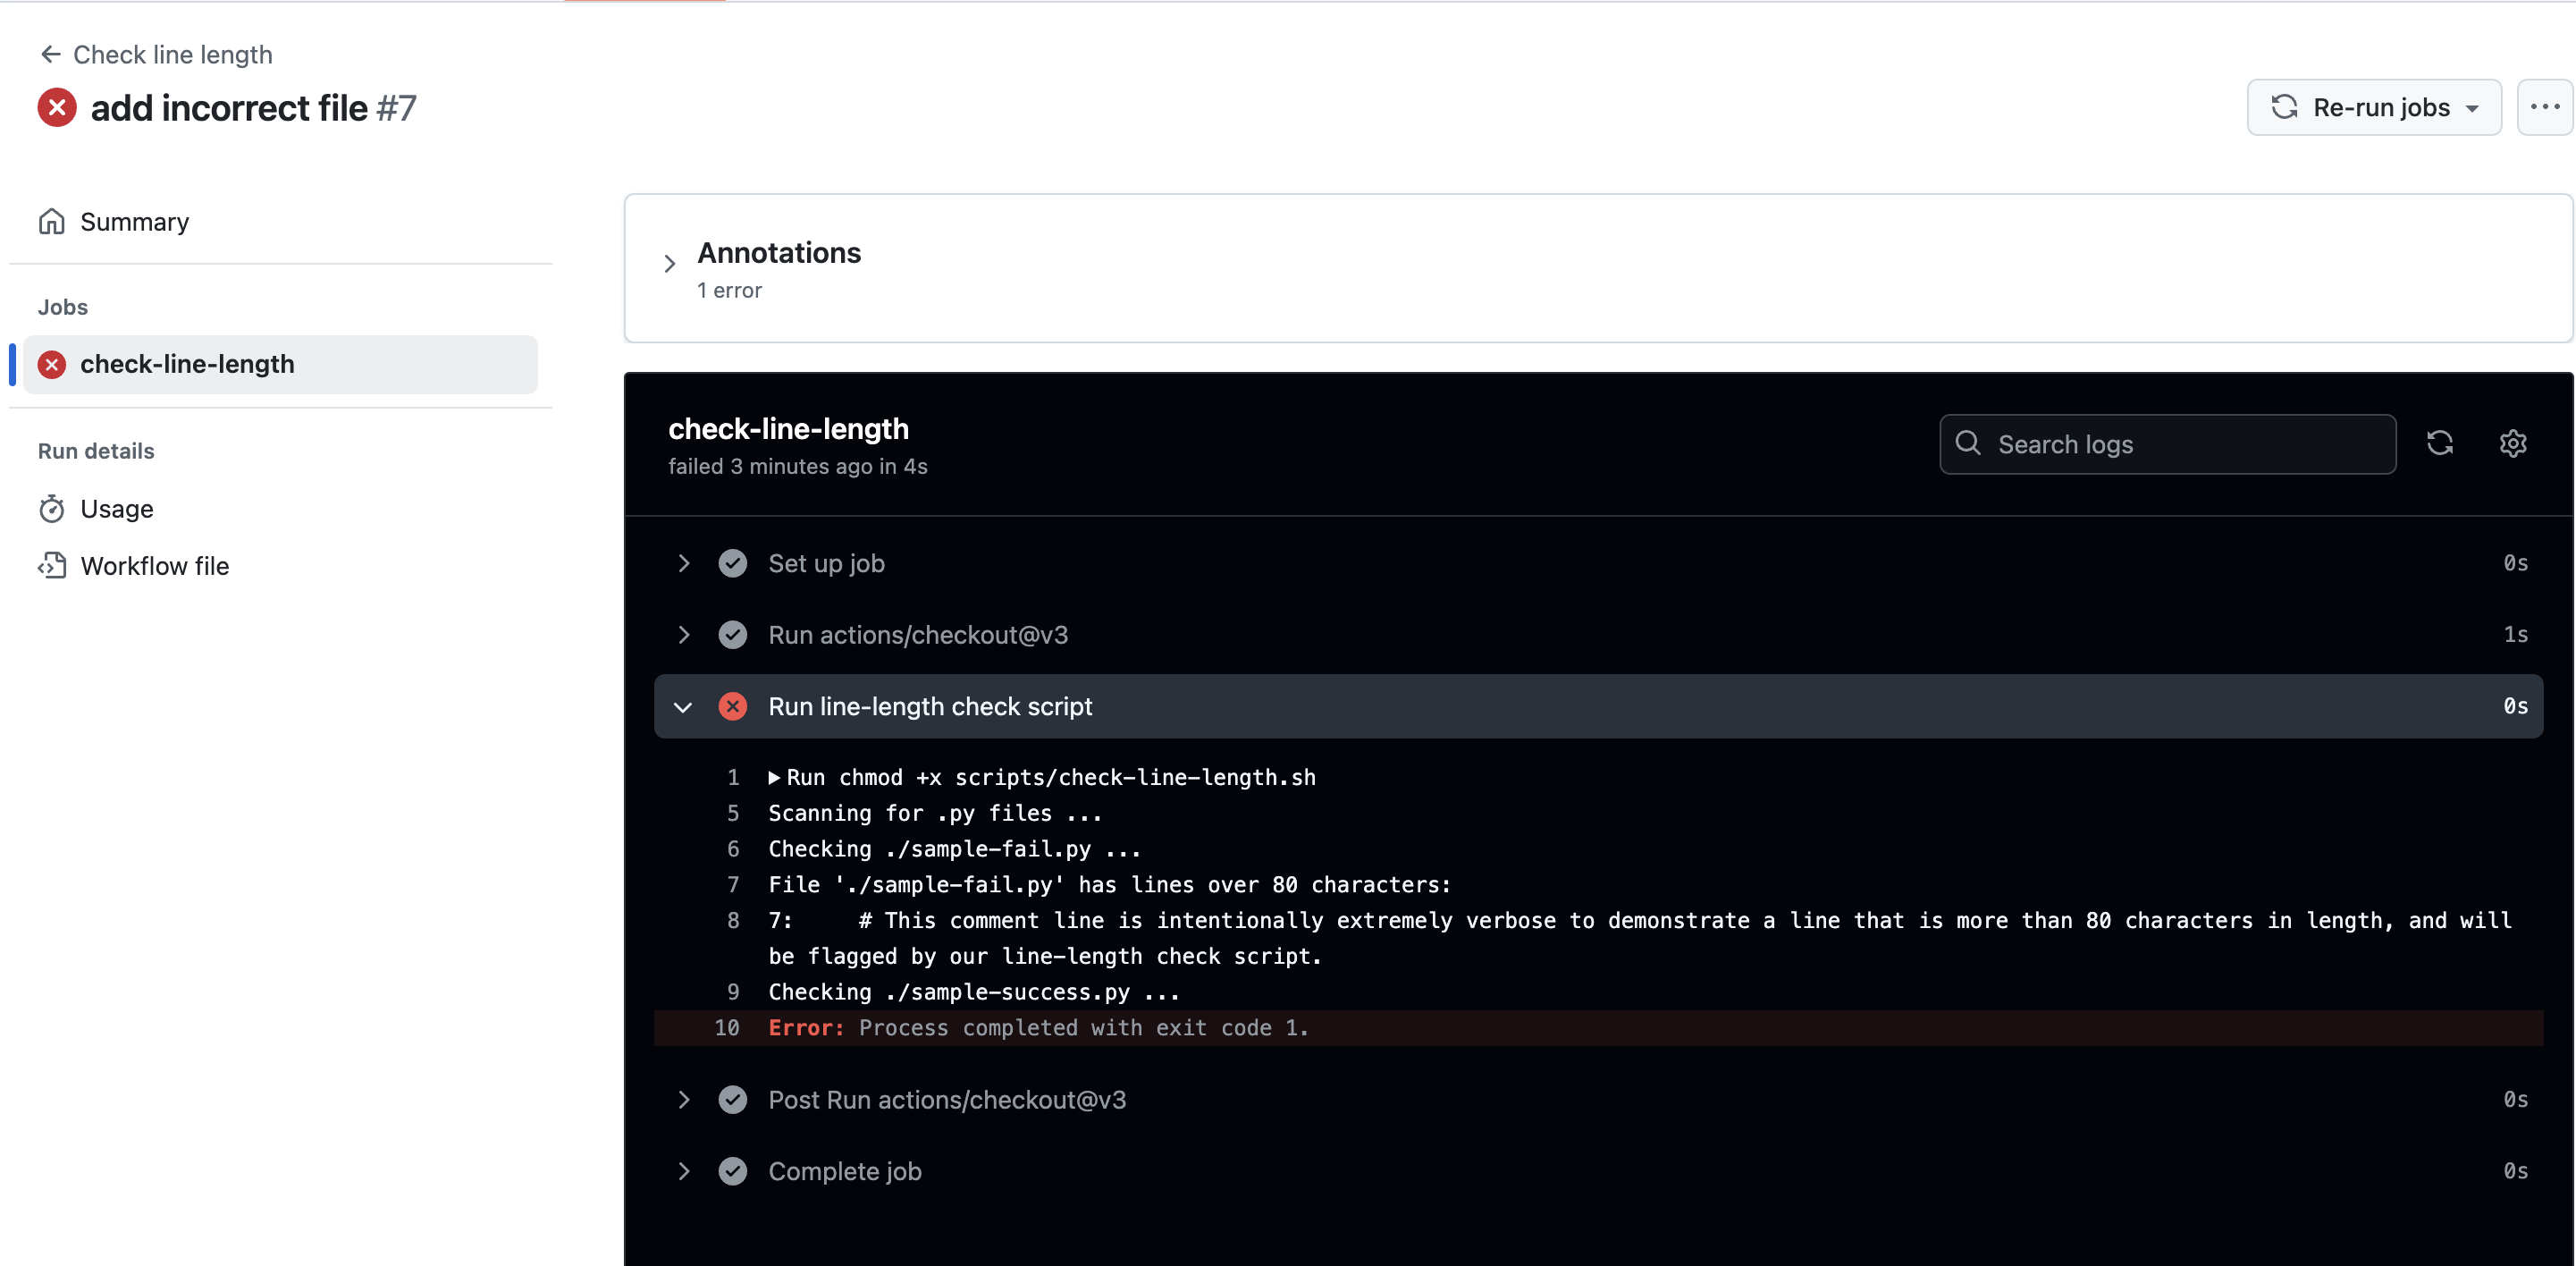 Check line length
add incorrect file #7
Re-run jobs
Summary
Jobs
check-line-length
Run details
Usage
Workflow file
Annotations
1 error
check-line-length
failed 3 minutes ago in 4s
Search logs
Set up job 0s
Run actions/checkout@v3 1s
Run line-length check script 0s
1 Run chmod +x scripts/check-line-length.sh
5 Scanning for .py files ...
6 Checking ./sample-fail.py ...
7 File './sample-fail.py' has lines over 80 characters:
8 7:     # This comment line is intentionally extremely verbose to demonstrate a line that is more than 80 characters in length, and will
be flagged by our line-length check script.
9 Checking ./sample-success.py ...
10 Error: Process completed with exit code 1.
Post Run actions/checkout@v3 0s
Complete job 0s